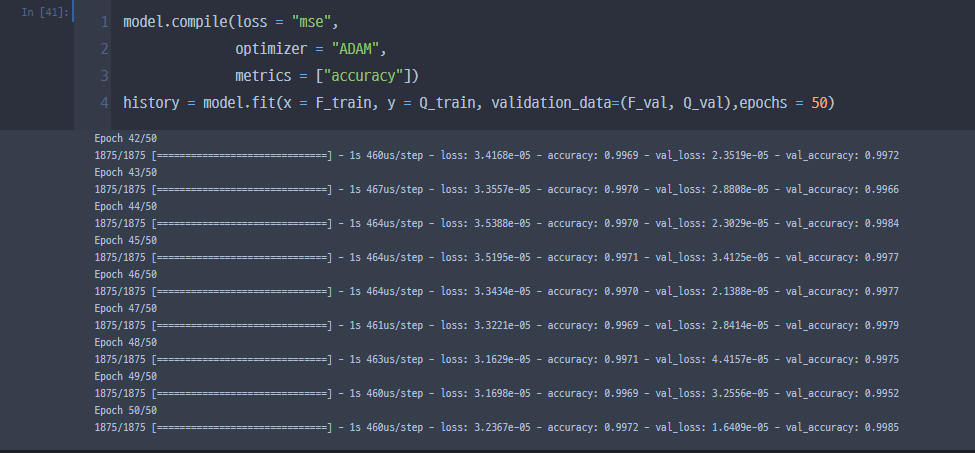 In [41]:
1 model.compile(loss = "mse",
2 optimizer = "ADAM",
3 metrics = ["accuracy"])
4 history = model.fit(x = F_train, y = Q_train, validation_data=(F_val, Q_val),epochs = 50)
Epoch 42/50
1875/1875 [==============================] - 1s 460us/step - loss: 3.4168e-05 - accuracy: 0.9969 - val_loss: 2.3519e-05 - val_accuracy: 0.9972
Epoch 43/50
1875/1875 [==============================] - 1s 467us/step - loss: 3.3557e-05 - accuracy: 0.9970 - val_loss: 2.8808e-05 - val_accuracy: 0.9966
Epoch 44/50
1875/1875 [==============================] - 1s 464us/step - loss: 3.5388e-05 - accuracy: 0.9970 - val_loss: 2.3029e-05 - val_accuracy: 0.9984
Epoch 45/50
1875/1875 [==============================] - 1s 464us/step - loss: 3.5195e-05 - accuracy: 0.9971 - val_loss: 3.4125e-05 - val_accuracy: 0.9977
Epoch 46/50
1875/1875 [==============================] - 1s 464us/step - loss: 3.3434e-05 - accuracy: 0.9970 - val_loss: 2.1388e-05 - val_accuracy: 0.9977
Epoch 47/50
1875/1875 [==============================] - 1s 461us/step - loss: 3.3221e-05 - accuracy: 0.9969 - val_loss: 2.8414e-05 - val_accuracy: 0.9979
Epoch 48/50
1875/1875 [==============================] - 1s 463us/step - loss: 3.1629e-05 - accuracy: 0.9971 - val_loss: 4.4157e-05 - val_accuracy: 0.9975
Epoch 49/50
1875/1875 [==============================] - 1s 460us/step - loss: 3.1698e-05 - accuracy: 0.9969 - val_loss: 3.2556e-05 - val_accuracy: 0.9952
Epoch 50/50
1875/1875 [==============================] - 1s 460us/step - loss: 3.2367e-05 - accuracy: 0.9972 - val_loss: 1.6409e-05 - val_accuracy: 0.9985